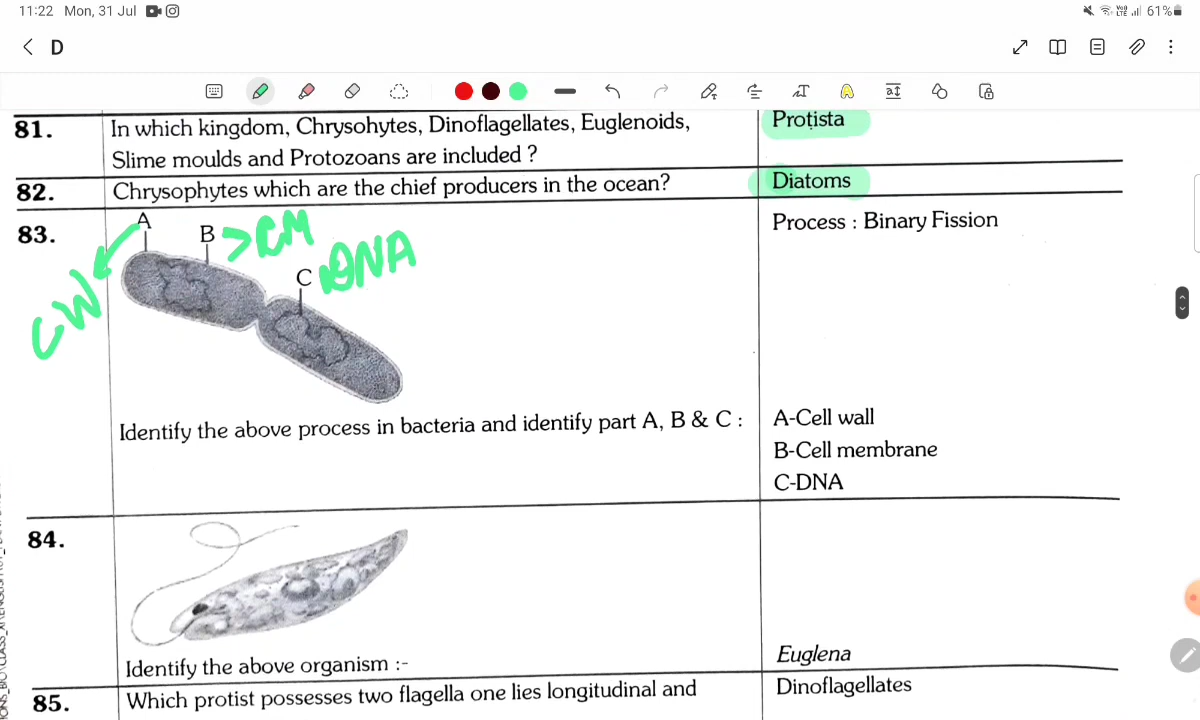 11:22 Mon, 31 Jul
61%
D
81. In which kingdom, Chrysohytes, Dinoflagellates, Euglenoids, Protista
Slime moulds and Protozoans are included ?
82. Chrysophytes which are the chief producers in the ocean? Diatoms
83. A B >CM Process : Binary Fission
C DNA
CW
Identify the above process in bacteria and identify part A, B & C : A-Cell wall
B-Cell membrane
C-DNA
84.
Identify the above organism :- Euglena
85. Which protist possesses two flagella one lies longitudinal and Dinoflagellates